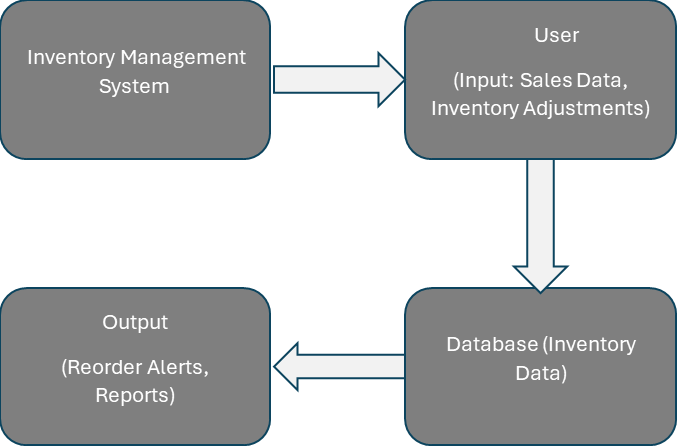 Inventory Management
System
User
(Input: Sales Data,
Inventory Adjustments)
Output
(Reorder Alerts,
Reports)
Database (Inventory
Data)